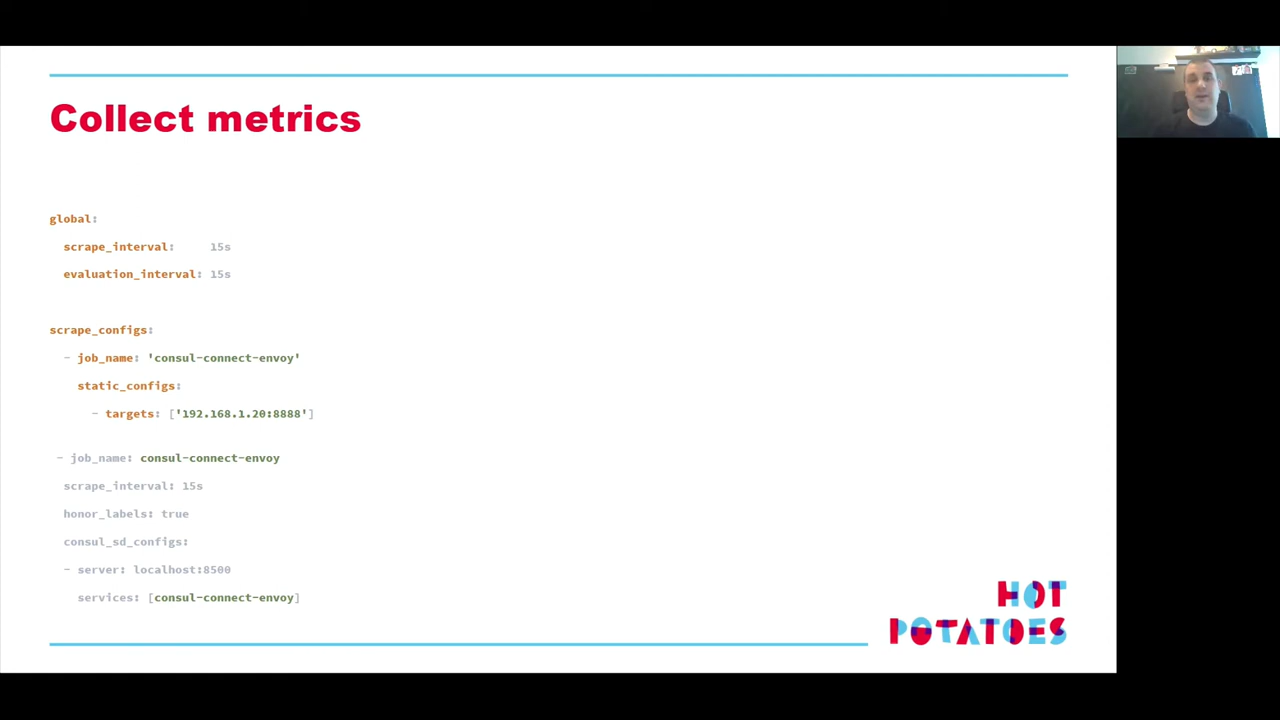 Collect metrics
global:
scrape_interval: 15s
evaluation_interval: 15s
scrape_configs:
- job_name: 'consul-connect-envoy'
static_configs:
- targets: ['192.168.1.20:8888']
- job_name: consul-connect-envoy
scrape_interval: 15s
honor_labels: true
consul_sd_configs:
- server: localhost:8500
services: [consul-connect-envoy]
HOT
POTATOES